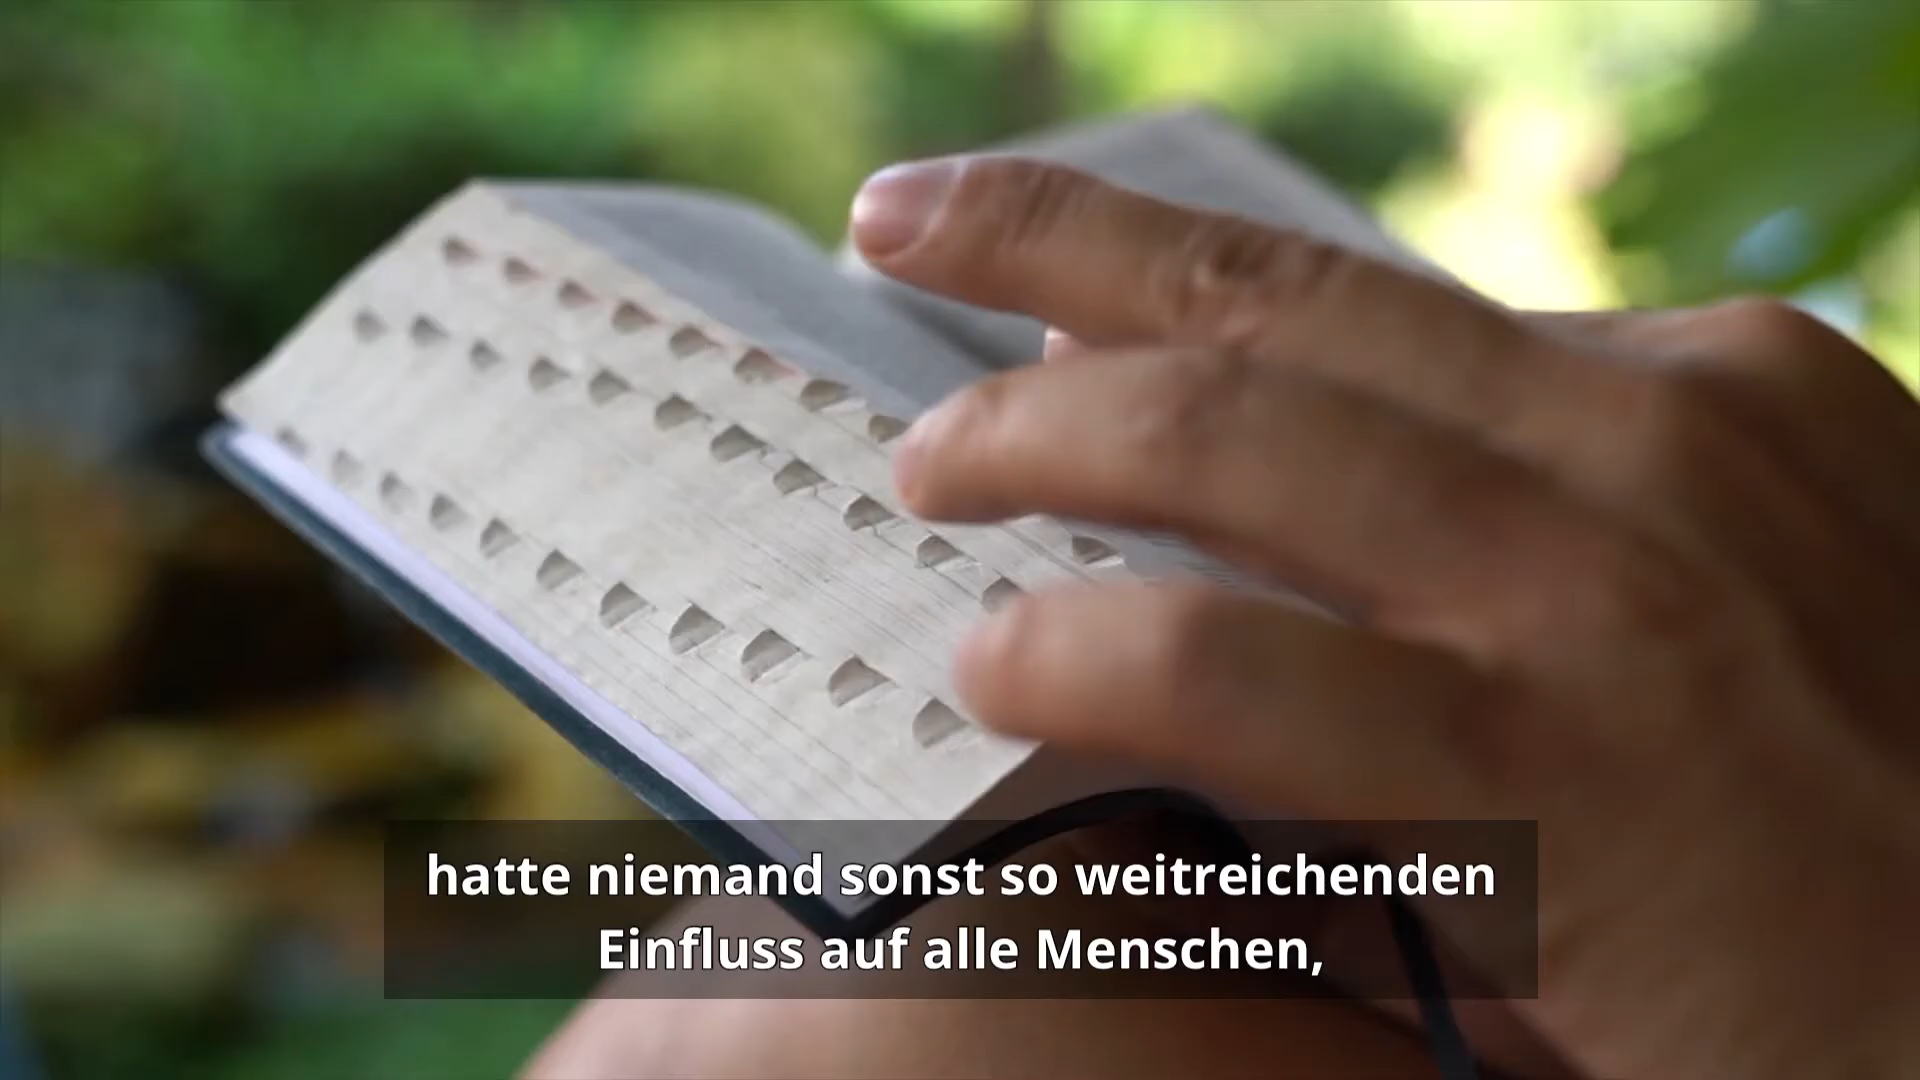 hatte niemand sonst so weitreichenden
Einfluss auf alle Menschen,